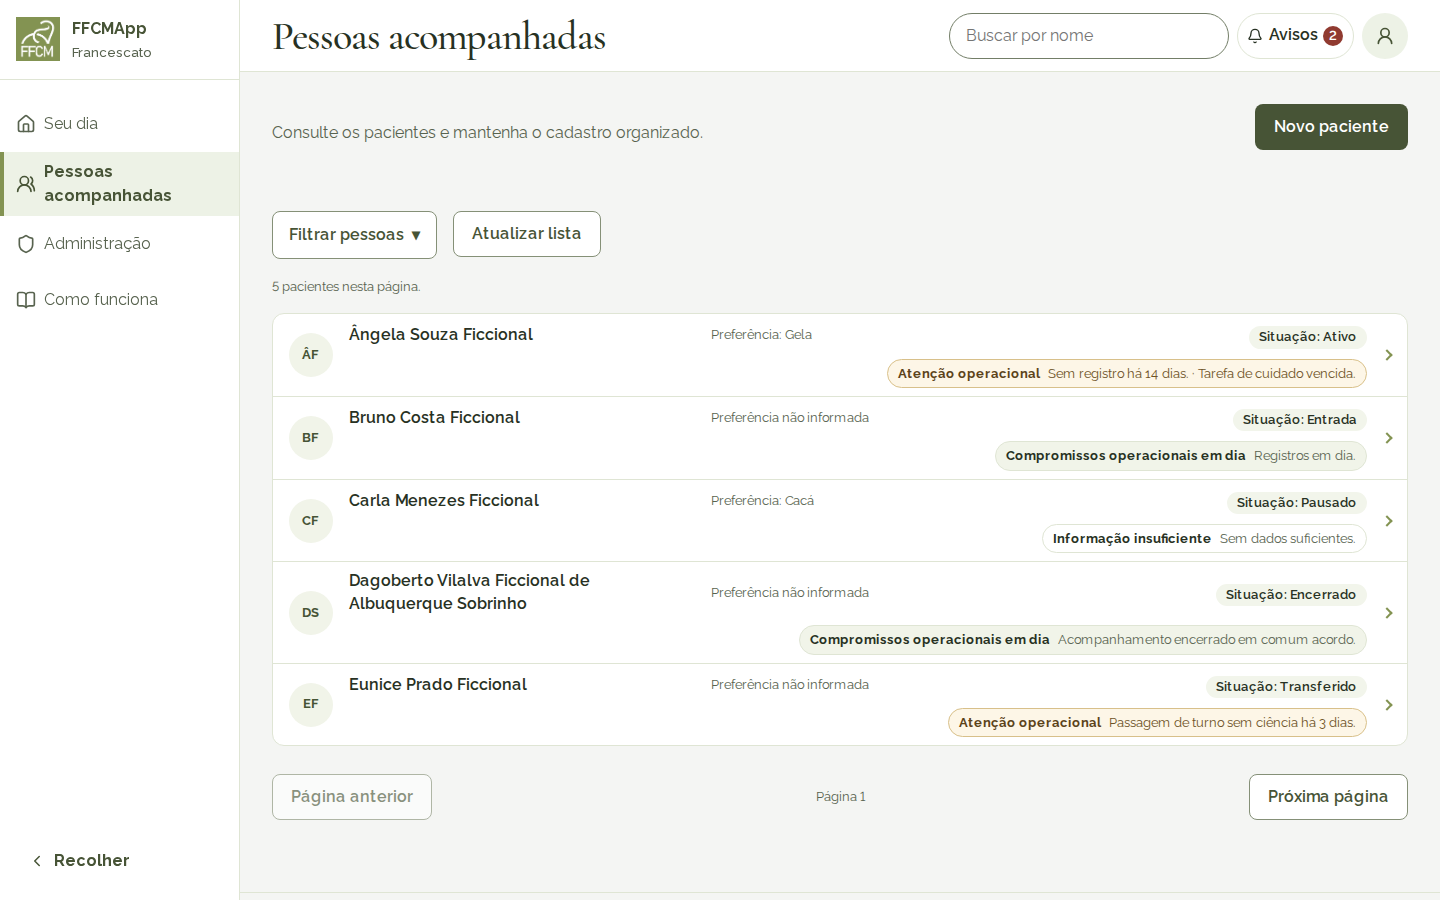 FFCM
FFCMApp
Francescato
Seu dia
Pessoas
acompanhadas
Administração
Como funciona
Recolher
Pessoas acompanhadas
Buscar por nome
Avisos 2
Consulte os pacientes e mantenha o cadastro organizado.
Novo paciente
Filtrar pessoas ▾
Atualizar lista
5 pacientes nesta página.
ÂF
Ângela Souza Ficcional
Preferência: Gela
Situação: Ativo
Atenção operacional Sem registro há 14 dias. · Tarefa de cuidado vencida.
BF
Bruno Costa Ficcional
Preferência não informada
Situação: Entrada
Compromissos operacionais em dia Registros em dia.
CF
Carla Menezes Ficcional
Preferência: Cacá
Situação: Pausado
Informação insuficiente Sem dados suficientes.
DS
Dagoberto Vilalva Ficcional de
Albuquerque Sobrinho
Preferência não informada
Situação: Encerrado
Compromissos operacionais em dia Acompanhamento encerrado em comum acordo.
EF
Eunice Prado Ficcional
Preferência não informada
Situação: Transferido
Atenção operacional Passagem de turno sem ciência há 3 dias.
Página anterior
Página 1
Próxima página